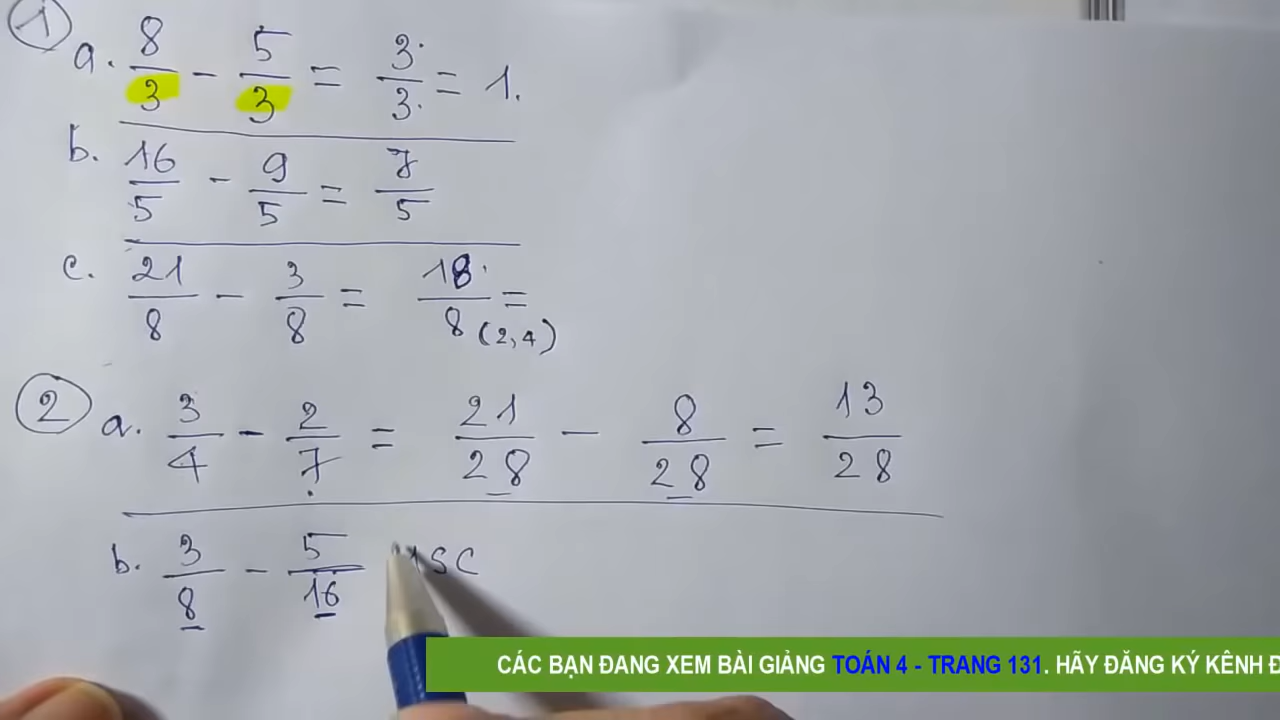 1
a. 8/3 - 5/3 = 3/3 = 1.
b. 16/5 - 9/5 = 7/5
c. 21/8 - 3/8 = 18/8 =
(2,4)
2
a. 3/4 - 2/7 = 21/28 - 8/28 = 13/28
b. 3/8 - 5/16 SC
CÁC BẠN ĐANG XEM BÀI GIẢNG TOÁN 4 - TRANG 131. HÃY ĐĂNG KÝ KÊNH